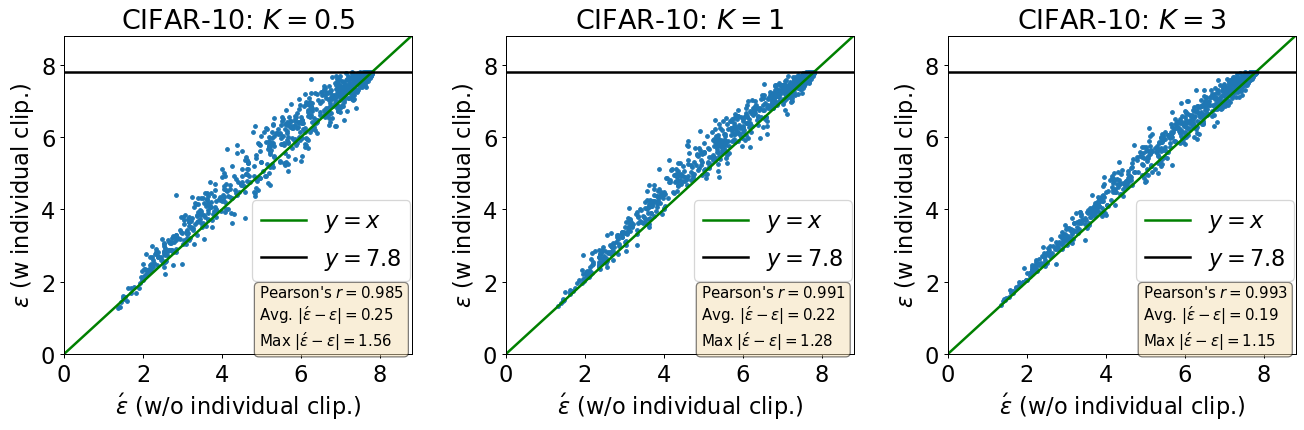 CIFAR-10: K = 0.5
8
6
4
2
0
ε (w individual clip.)
y = x
y = 7.8
Pearson's r = 0.985
Avg. |έ − ε| = 0.25
Max |έ − ε| = 1.56
0 2 4 6 8
έ (w/o individual clip.)
CIFAR-10: K = 1
8
6
4
2
0
ε (w individual clip.)
y = x
y = 7.8
Pearson's r = 0.991
Avg. |έ − ε| = 0.22
Max |έ − ε| = 1.28
0 2 4 6 8
έ (w/o individual clip.)
CIFAR-10: K = 3
8
6
4
2
0
ε (w individual clip.)
y = x
y = 7.8
Pearson's r = 0.993
Avg. |έ − ε| = 0.19
Max |έ − ε| = 1.15
0 2 4 6 8
έ (w/o individual clip.)